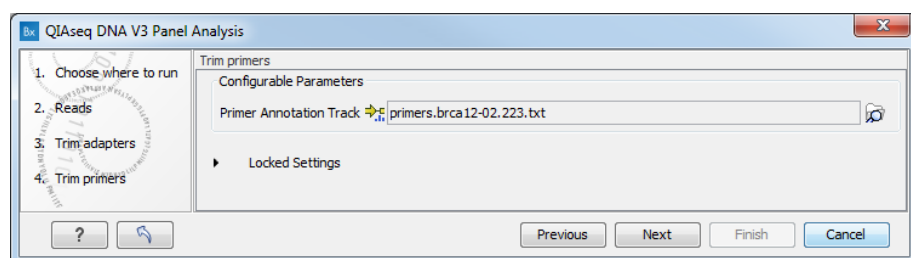 Bx QIAseq DNA V3 Panel Analysis
x
1. Choose where to run
2. Reads
3. Trim adapters
4. Trim primers
Trim primers
Configurable Parameters
Primer Annotation Track primers.brca12-02.223.txt
Locked Settings
?
Previous Next Finish Cancel